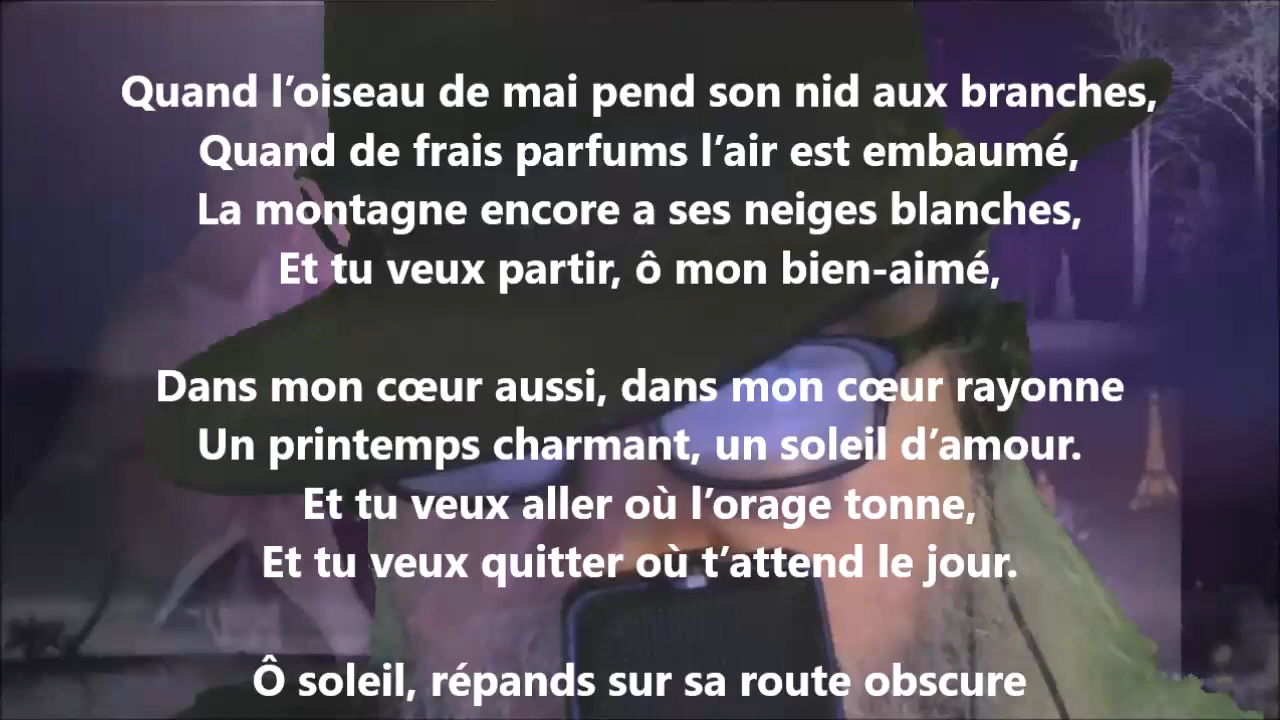 Quand l’oiseau de mai pend son nid aux branches,
Quand de frais parfums l’air est embaumé,
La montagne encore a ses neiges blanches,
Et tu veux partir, ô mon bien-aimé,
Dans mon cœur aussi, dans mon cœur rayonne
Un printemps charmant, un soleil d’amour.
Et tu veux aller où l’orage tonne,
Et tu veux quitter où t’attend le jour.
Ô soleil, répands sur sa route obscure